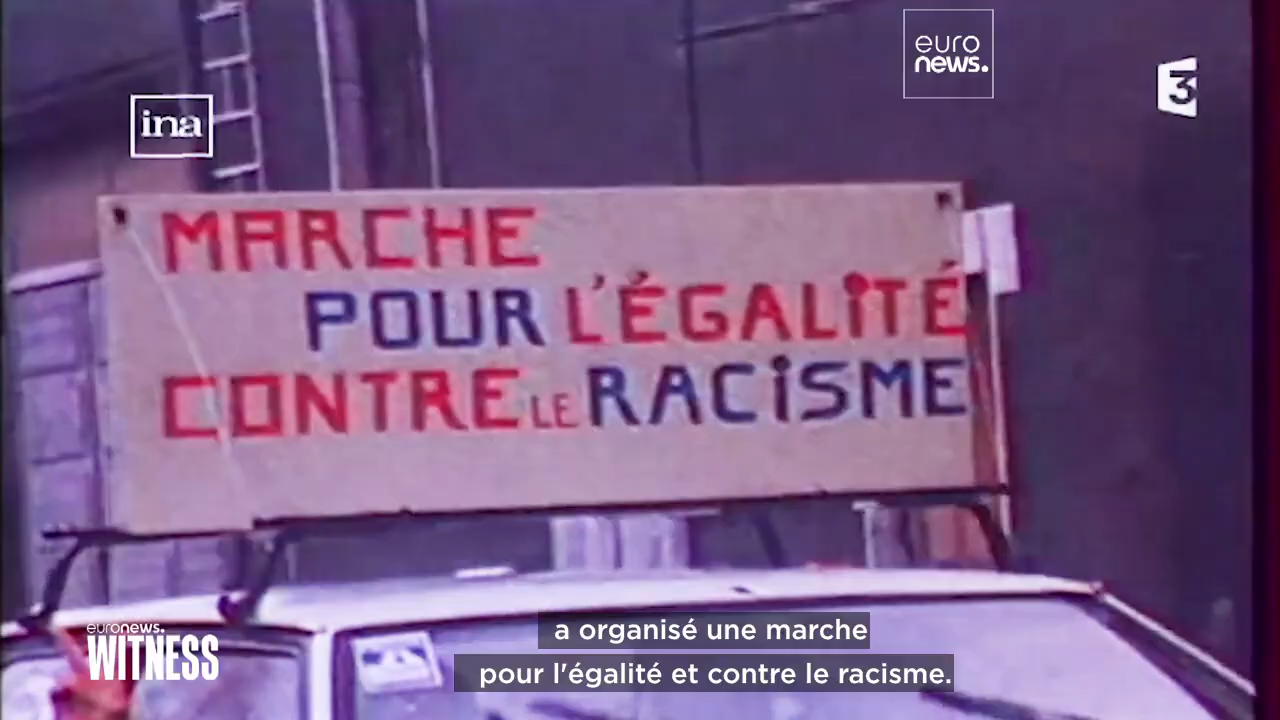 euro
news.
3
ina
MARCHE
POUR L'ÉGALiTÉ
CONTRE LE RACiSME
a organisé une marche
pour l'égalité et contre le racisme.
euronews.
WITNESS